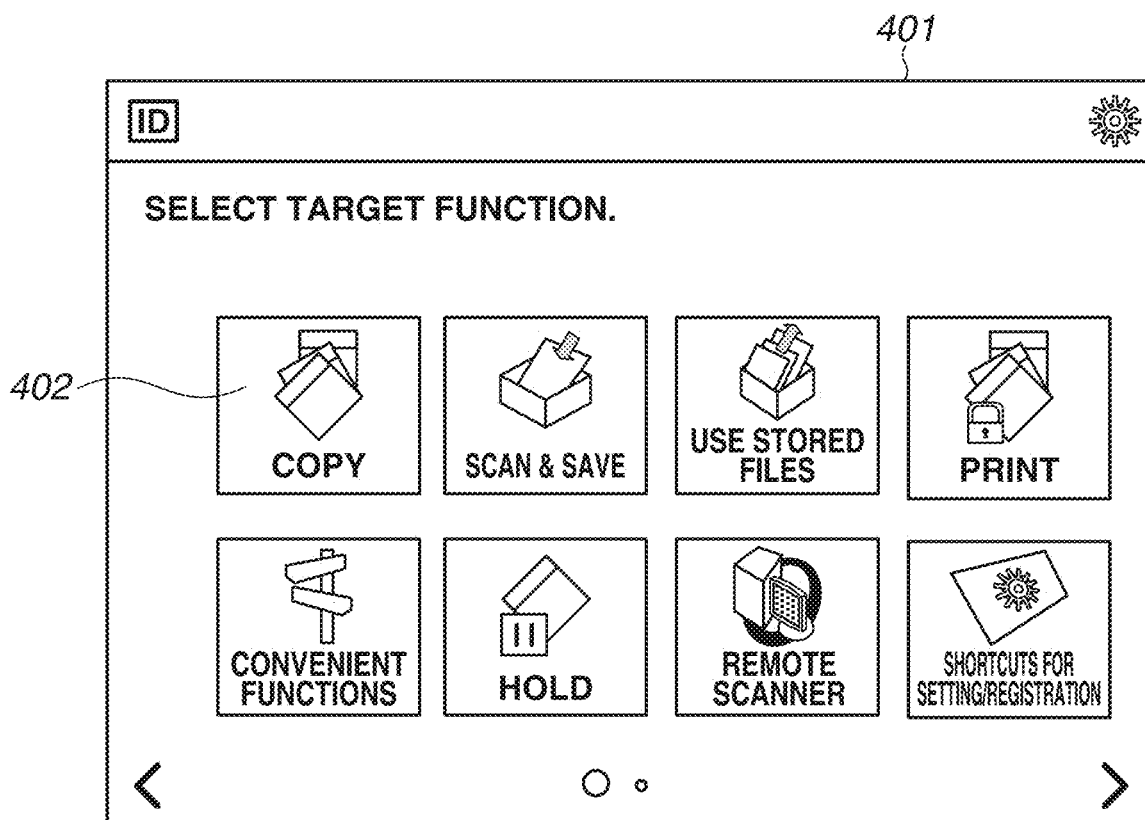 401
ID
SELECT TARGET FUNCTION.
402
COPY
SCAN & SAVE
USE STORED
FILES
PRINT
CONVENIENT
FUNCTIONS
HOLD
REMOTE
SCANNER
SHORTCUTS FOR
SETTING/REGISTRATION